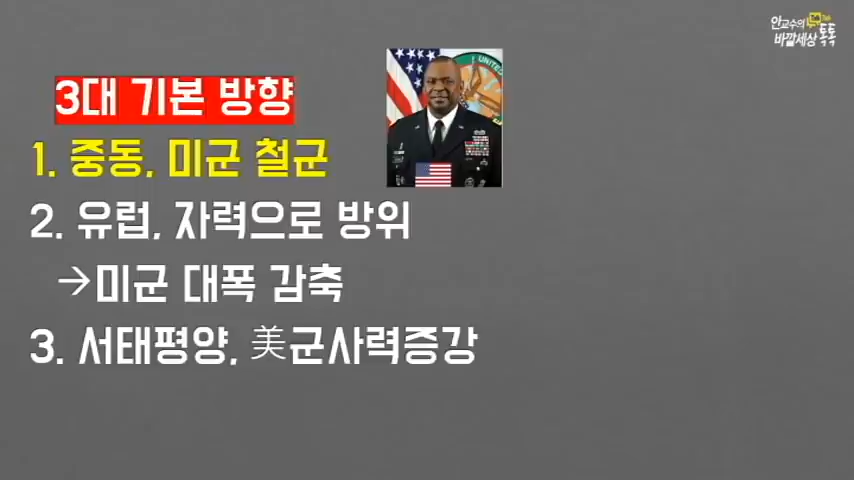 안교수의
바깥세상 톡톡
3대 기본 방향
UNITED
1. 중동, 미군 철군
2. 유럽, 자력으로 방위
→미군 대폭 감축
3. 서태평양, 美군사력증강